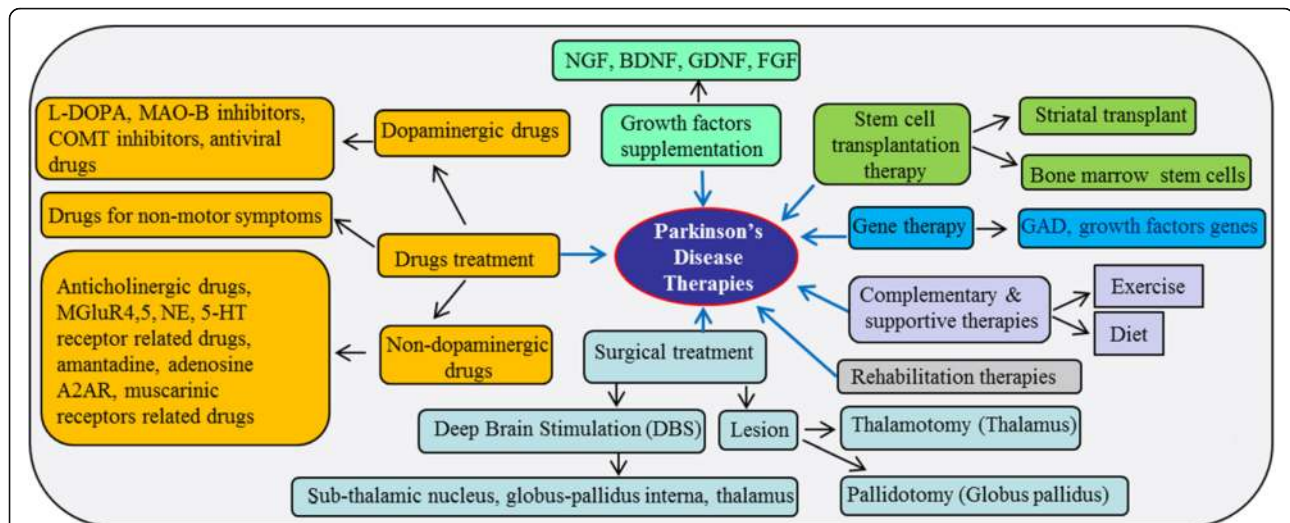 NGF, BDNF, GDNF, FGF
L-DOPA, MAO-B inhibitors,
COMT inhibitors, antiviral
drugs
Dopaminergic drugs
Growth factors
supplementation
Stem cell
transplantation
therapy
Striatal transplant
Bone marrow stem cells
Drugs for non-motor symptoms
Drugs treatment
Parkinson's
Disease
Therapies
Gene therapy
GAD, growth factors genes
Anticholinergic drugs,
MGluR4,5, NE, 5-HT
receptor related drugs,
amantadine, adenosine
A2AR, muscarinic
receptors related drugs
Non-dopaminergic
drugs
Complementary &
supportive therapies
Exercise
Diet
Surgical treatment
Rehabilitation therapies
Deep Brain Stimulation (DBS)
Lesion
Thalamotomy (Thalamus)
Sub-thalamic nucleus, globus-pallidus interna, thalamus
Pallidotomy (Globus pallidus)